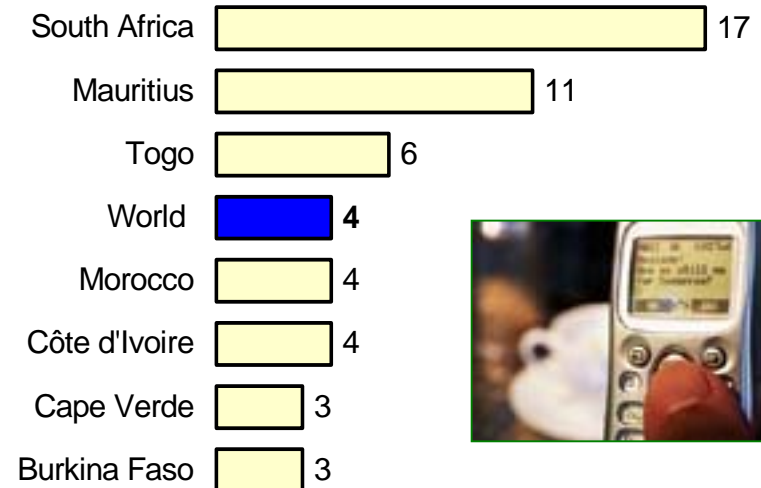 South Africa 17
Mauritius 11
Togo 6
World 4
Morocco 4
Côte d'Ivoire 4
Cape Verde 3
Burkina Faso 3